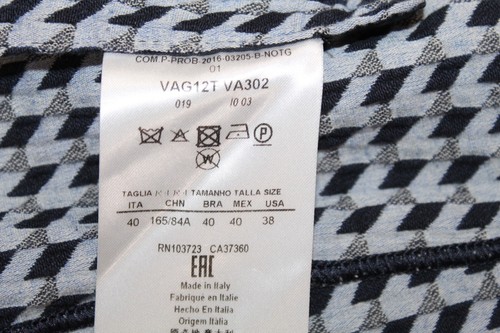 COM P-PROB-2016-03205-B-NOTG
01
VAG12T VA302
019 I0 03
P
W
TAGLIA TAMANHO TALLA SIZE
ITA CHN BRA MEX USA
40 165/84A 40 40 38
RN103723 CA37360
EAC
Made in Italy
Fabriqué en Italie
Hecho En Italia
Origem Itália